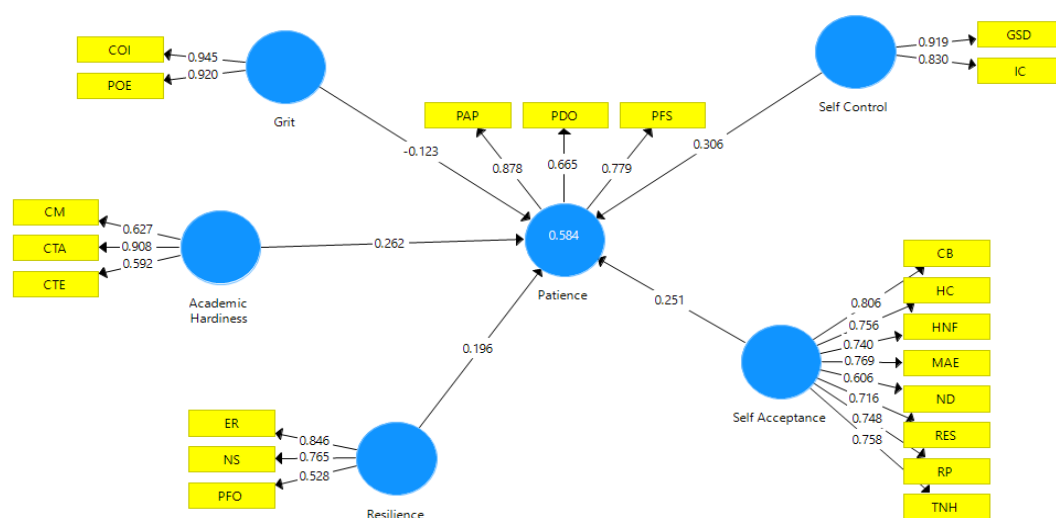 COI
POE
0.945
0.920
Grit
GSD
IC
0.919
0.830
Self Control
PAP
PDO
PFS
0.878
0.665
0.779
-0.123
0.306
CM
CTA
CTE
0.627
0.908
0.592
Academic
Hardiness
0.262
0.584
Patience
0.251
0.196
CB
HC
HNF
MAE
ND
RES
RP
TNH
0.806
0.756
0.740
0.769
0.606
0.716
0.748
0.758
Self Acceptance
ER
NS
PFO
0.846
0.765
0.528
Resilience